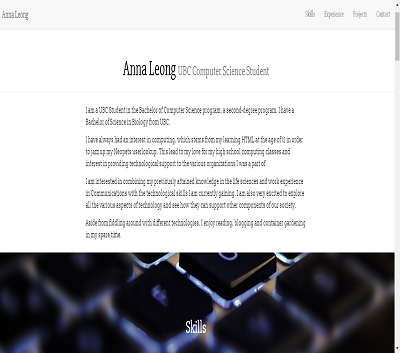 Anna Leong
Skills Experience Projects Contact
Anna Leong UBC Computer Science Student
I am a UBC Student in the Bachelor of Computer Science program, a second-degree program. I have a
Bachelor of Science in Biology from UBC.
I have always had an interest in computing, which stems from my learning HTML at the age of 11 in order
to jazz up my Neopets userlookup. This lead to my love for my high school computing classes and
interest in providing technological support to the various organizations I was a part of.
I am interested in combining my previously attained knowledge in the life sciences and work experience
in Communications with the technological skills I am currently gaining. I am also very excited to explore
all the various aspects of technology and see how they can support other components of our society.
Aside from fiddling around with different technologies, I enjoy reading, blogging and container gardening
in my spare time.
Skills